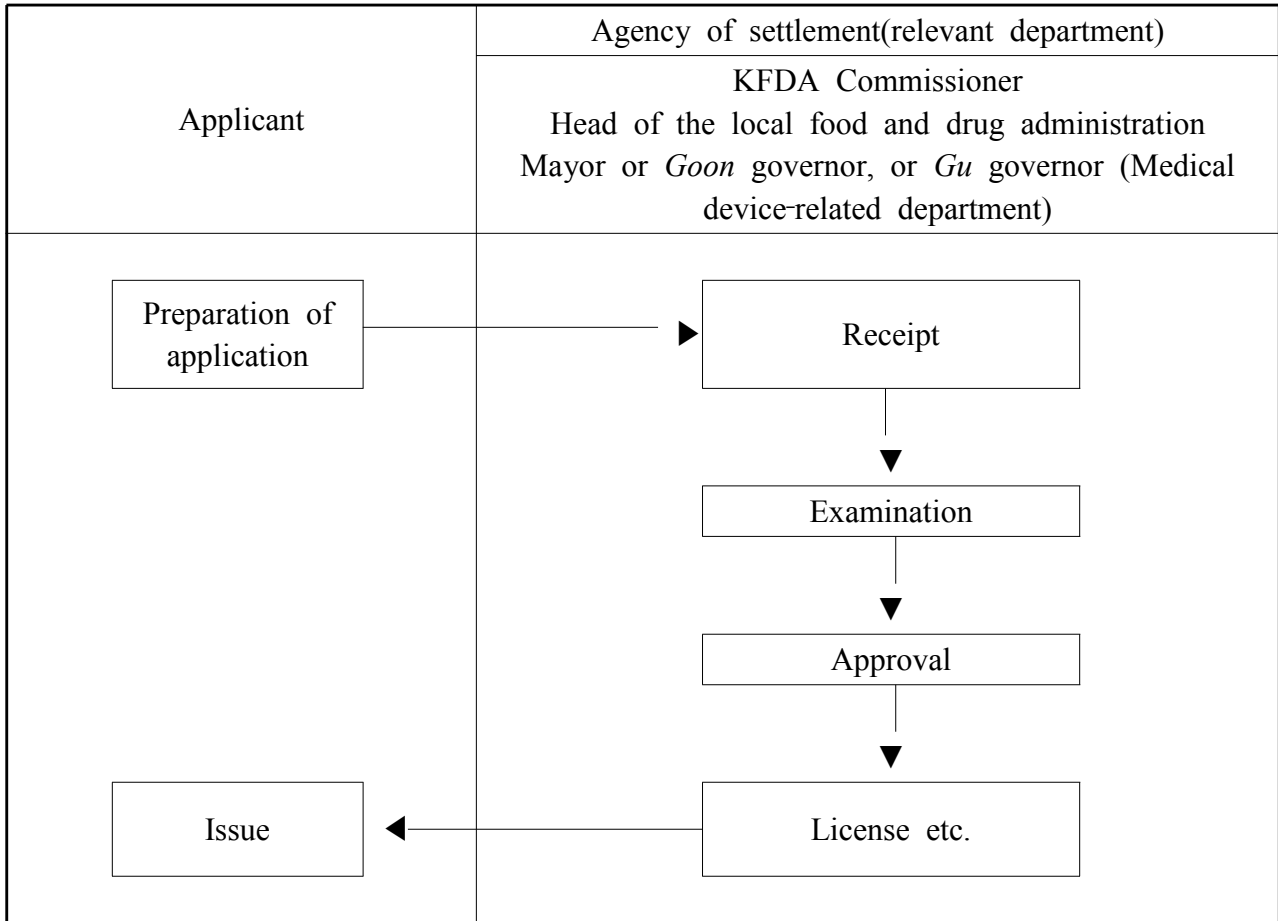 Applicant
Agency of settlement(relevant department)
KFDA Commissioner
Head of the local food and drug administration
Mayor or Goon governor, or Gu governor (Medical
device-related department)
Preparation of
application
Receipt
Examination
Approval
License etc.
Issue